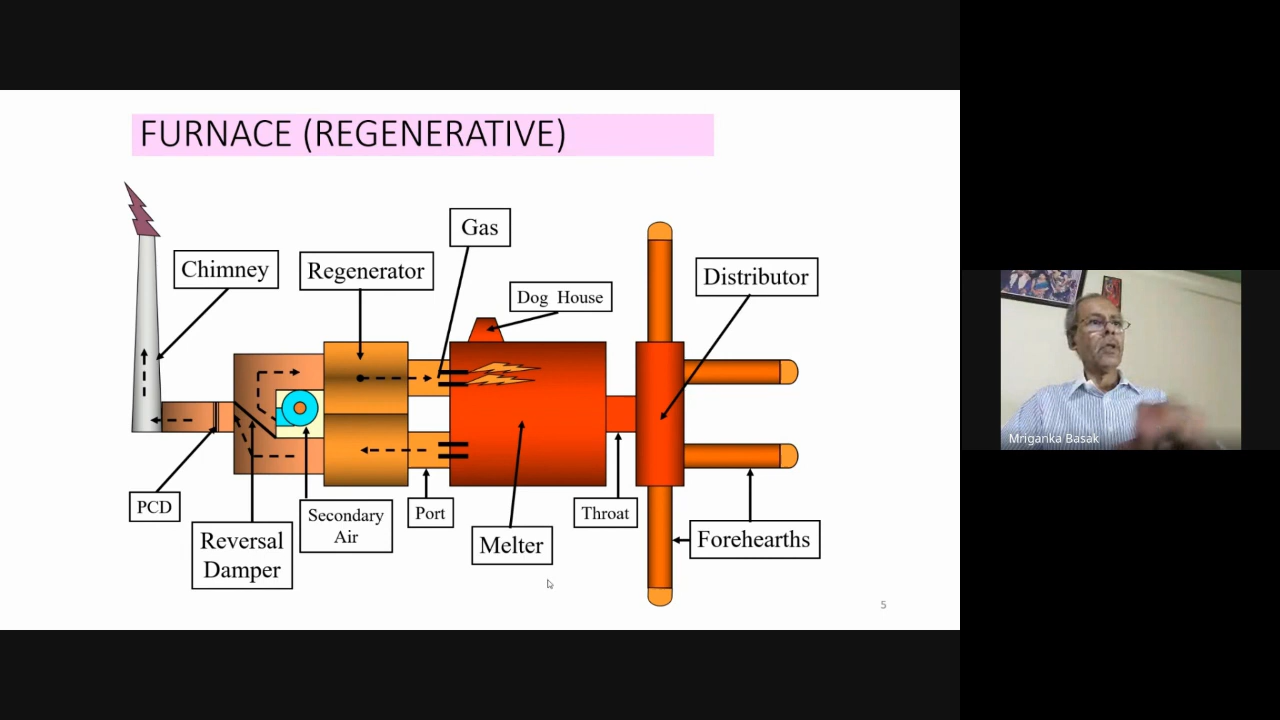 FURNACE (REGENERATIVE)
Gas
Chimney
Regenerator
Dog House
Distributor
PCD
Reversal
Damper
Secondary
Air
Port
Melter
Throat
Forehearths
5
Mriganka Basak